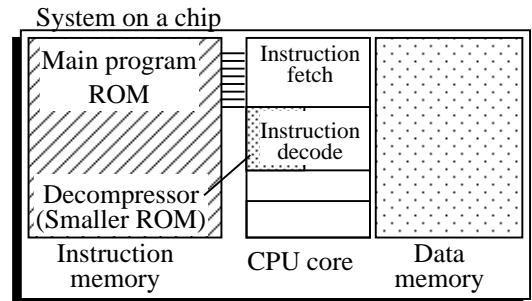 System on a chip
Main program
ROM
Decompressor
(Smaller ROM)
Instruction
memory
Instruction
fetch
Instruction
decode
CPU core
Data
memory